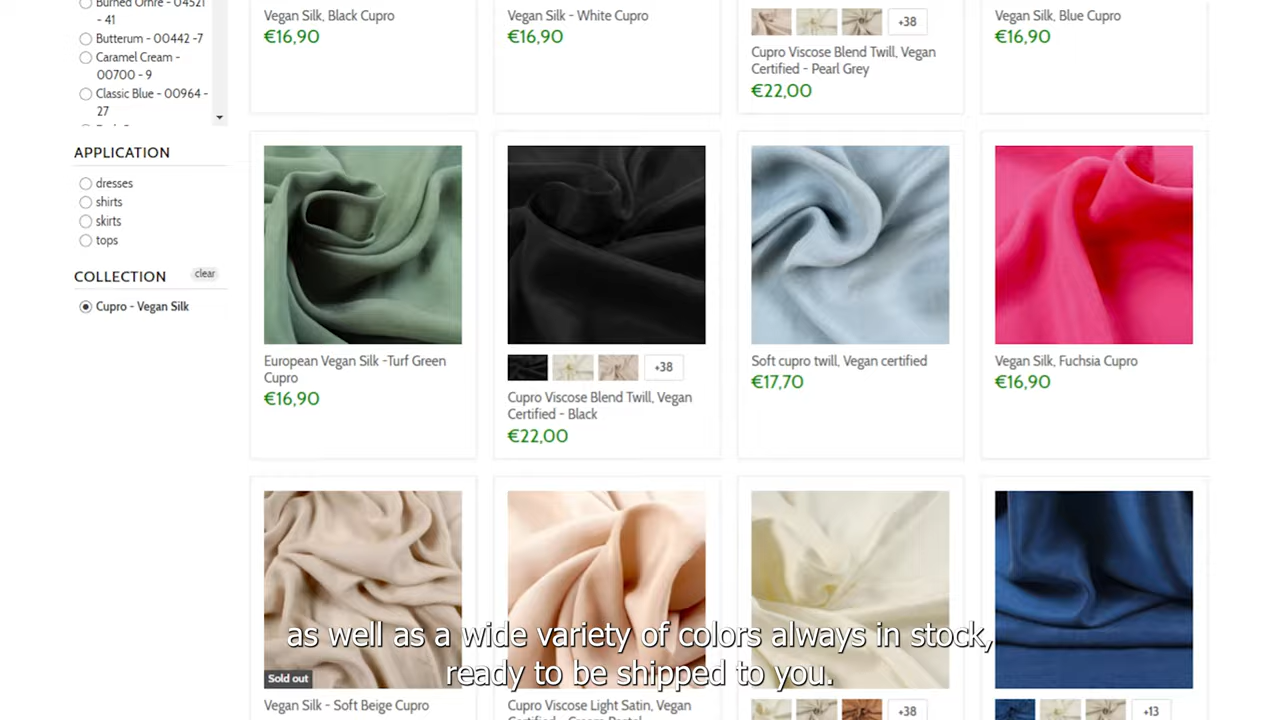 Burned Ochre - 04521
- 41
Butterum - 00442 -7
Caramel Cream -
00700 - 9
Classic Blue - 00964 -
27
APPLICATION
dresses
shirts
skirts
tops
COLLECTION
clear
Cupro - Vegan Silk
Vegan Silk, Black Cupro
€16,90
Vegan Silk - White Cupro
€16,90
+38
Cupro Viscose Blend Twill, Vegan
Certified - Pearl Grey
€22,00
Vegan Silk, Blue Cupro
€16,90
European Vegan Silk -Turf Green
Cupro
€16,90
+38
Cupro Viscose Blend Twill, Vegan
Certified - Black
€22,00
Soft cupro twill, Vegan certified
€17,70
Vegan Silk, Fuchsia Cupro
€16,90
Sold out
Vegan Silk - Soft Beige Cupro
Cupro Viscose Light Satin, Vegan
+38
+13
as well as a wide variety of colors always in stock,
ready to be shipped to you.